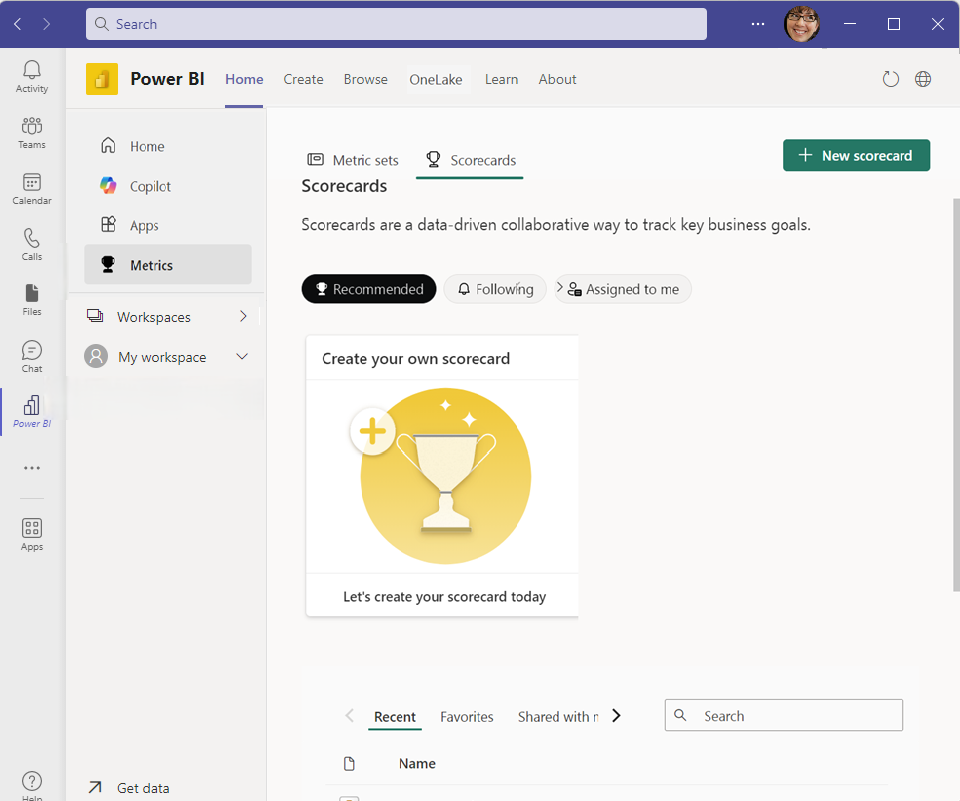 Search
Activity
Teams
Calendar
Calls
Files
Chat
Power BI
Apps
Help
Power BI
Home
Create
Browse
OneLake
Learn
About
Home
Copilot
Apps
Metrics
Workspaces
My workspace
Get data
Metric sets
Scorecards
New scorecard
Scorecards
Scorecards are a data-driven collaborative way to track key business goals.
Recommended
Following
Assigned to me
Create your own scorecard
Let's create your scorecard today
Recent
Favorites
Shared with
Search
Name